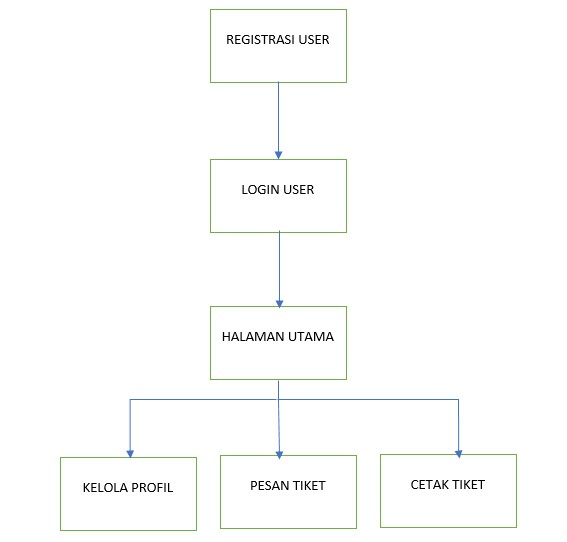 REGISTRASI USER
LOGIN USER
HALAMAN UTAMA
KELOLA PROFIL
PESAN TIKET
CETAK TIKET